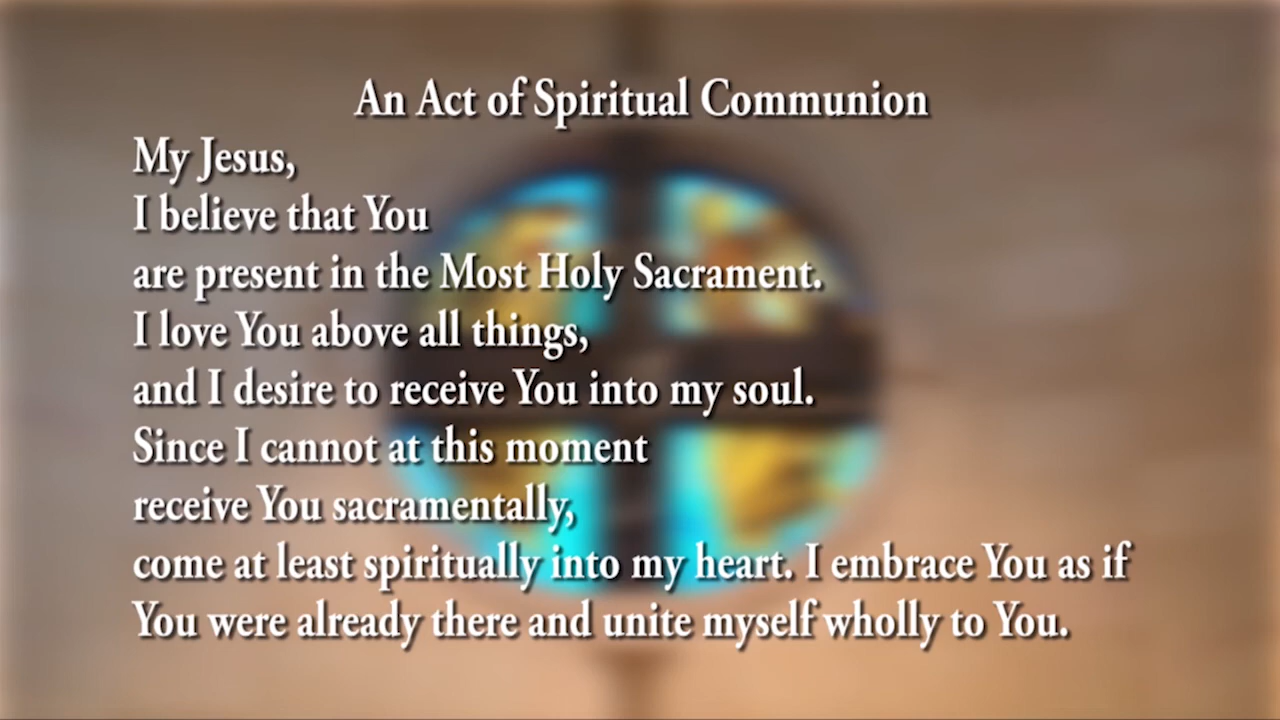 An Act of Spiritual Communion
My Jesus,
I believe that You
are present in the Most Holy Sacrament.
I love You above all things,
and I desire to receive You into my soul.
Since I cannot at this moment
receive You sacramentally,
come at least spiritually into my heart. I embrace You as if
You were already there and unite myself wholly to You.